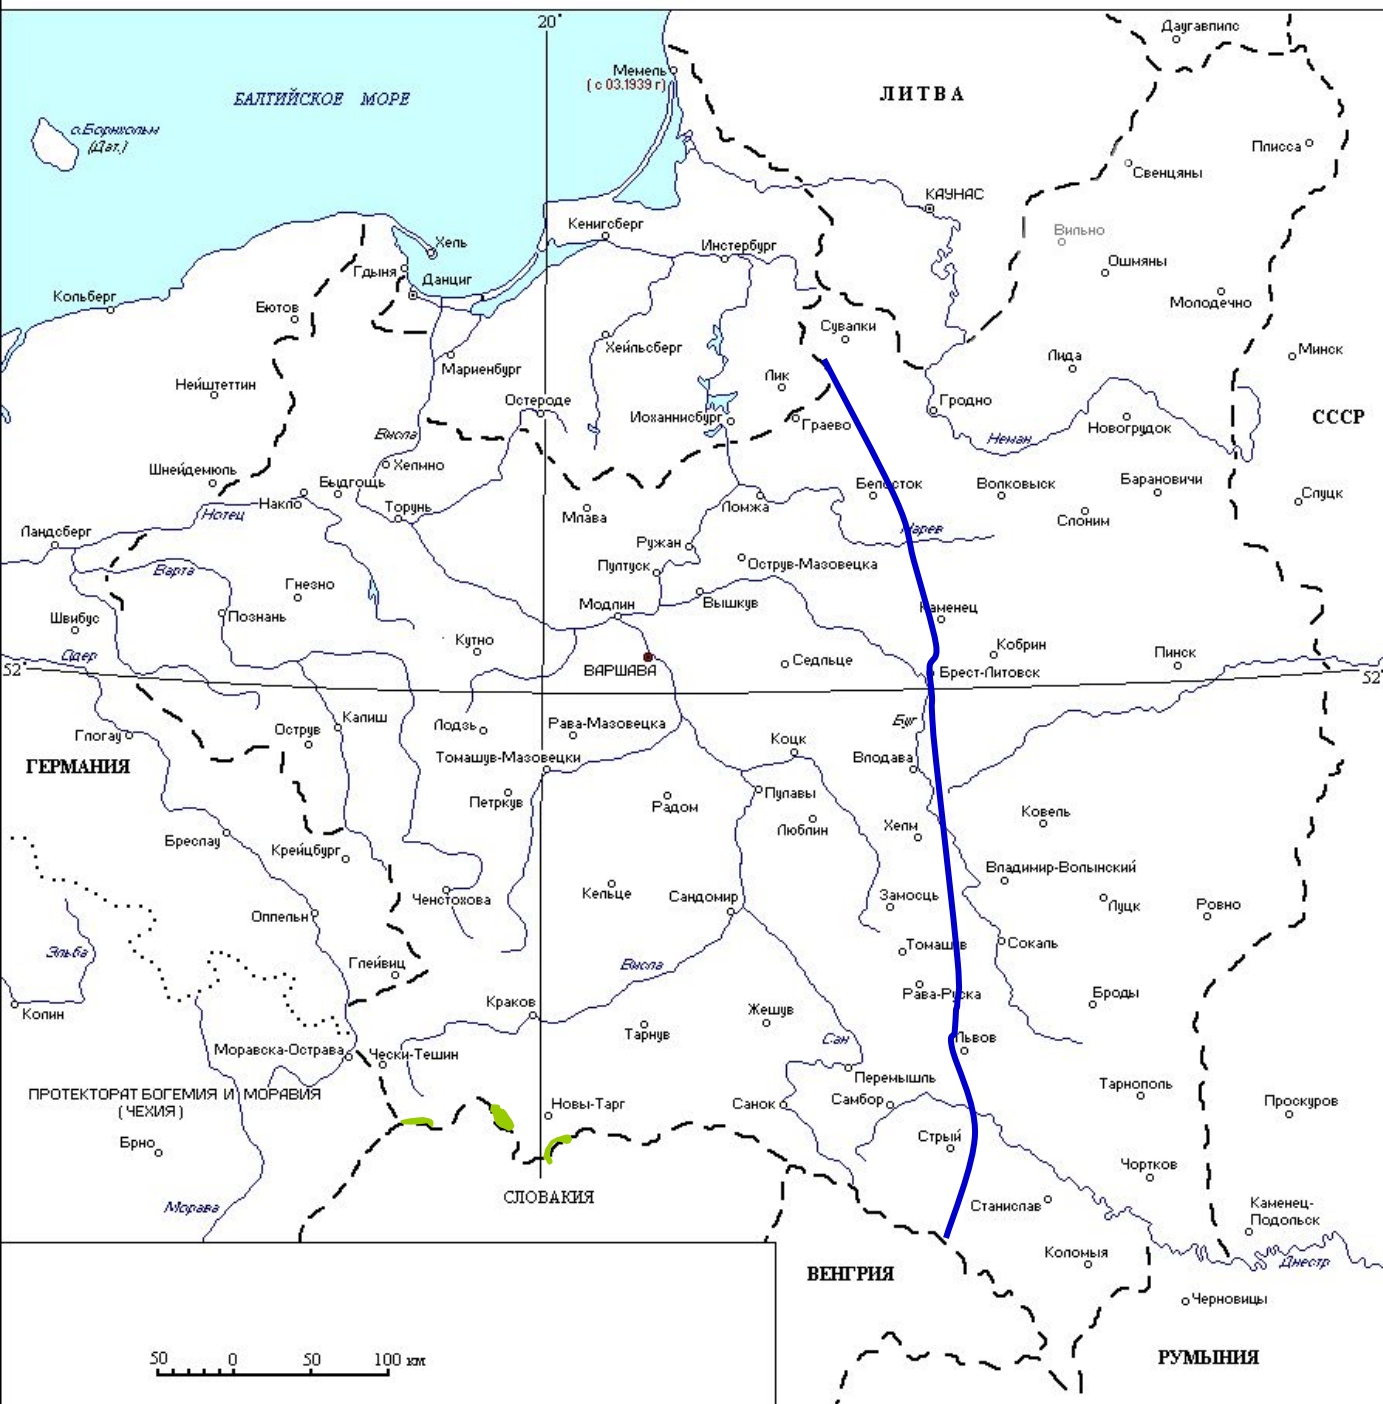 20°
Даугавпилс
Мемель
( с 03.1939 г)
ЛИТВА
БАЛТИЙСКОЕ МОРЕ
о.Борнхольм
(Дат.)
Плисса
Свенцяны
КАУНАС
Вильно
Кенигсберг
Хель
Инстербург
Ошмяны
Гдыня
Данциг
Молодечно
Кольберг
Бютов
Сувалки
Хейльсберг
Минск
Мариенбург
Лида
Лик
Нейштеттин
Остероде
Гродно
СССР
Иоханнисбург
Граево
Новогрудок
Висла
Неман
Хелмно
Шнейдемюль
Быдгощь
Белосток
Волковыск
Барановичи
Накло
Торунь
Ломжа
Слуцк
Нотец
Млава
Слоним
Ландсберг
Нарев
Ружан
Варта
Пултуск
Острув-Мазовецка
Гнезно
Модлин
Вышкув
Каменец
Швибус
Познань
Кутно
Кобрин
Одер
ВАРШАВА
Седльце
Пинск
52°
Брест-Литовск
52°
Калиш
Лодзь
Рава-Мазовецка
Буг
Глогау
Острув
Коцк
ГЕРМАНИЯ
Томашув-Мазовецки
Влодава
Петркув
Радом
Пулавы
Ковель
Бреслау
Люблин
Хелм
Крейцбург
Владимир-Волынский
Ченстохова
Кельце
Сандомир
Замосць
Луцк
Ровно
Оппельн
Эльба
Томашув
Сокаль
Глейвиц
Висла
Рава-Руска
Броды
Колин
Краков
Жешув
Тарнув
Сан
Львов
Моравска-Острава
Чески-Тешин
Перемышль
Тарнополь
ПРОТЕКТОРАТ БОГЕМИЯ И МОРАВИЯ
( ЧЕХИЯ )
Новы-Тарг
Санок
Самбор
Проскуров
Брно
Стрый
Чортков
СЛОВАКИЯ
Морава
Станислав
Каменец-
Подольск
Коломыя
Днестр
ВЕНГРИЯ
Черновицы
РУМЫНИЯ
50 0 50 100 км